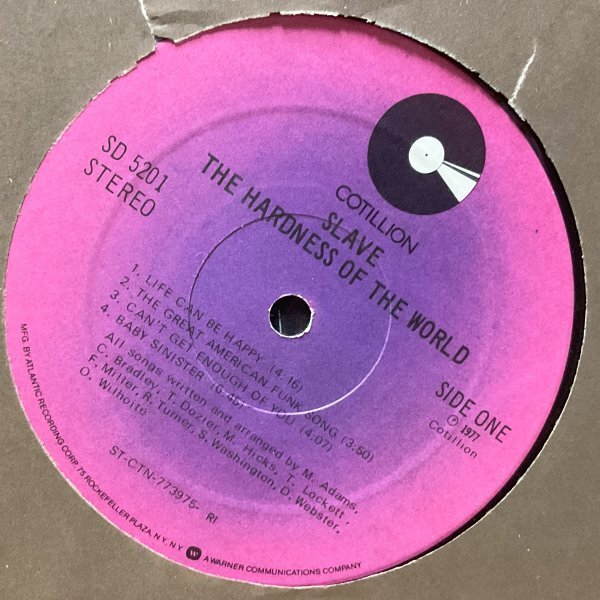 COTILLION
SLAVE
THE HARDNESS OF THE WORLD
SD 5201
STEREO
SIDE ONE
Ⓟ 1977
Cotillion
1. LIFE CAN BE HAPPY (4:16)
2. THE GREAT AMERICAN FUNK SONG (3:50)
3. CAN'T GET ENOUGH OF YOU (4:07)
4. BABY SINISTER (6:46)
All songs written and arranged by M. Adams,
C. Bradley, T. Dozier, M. Hicks, T. Lockett,
F. Miller, R. Turner, S. Washington, D. Webster,
O. Wilhoite
ST-CTN-773975- RI
MFG. BY ATLANTIC RECORDING CORP. 75 ROCKEFELLER PLAZA, N.Y. N.Y. A WARNER COMMUNICATIONS COMPANY